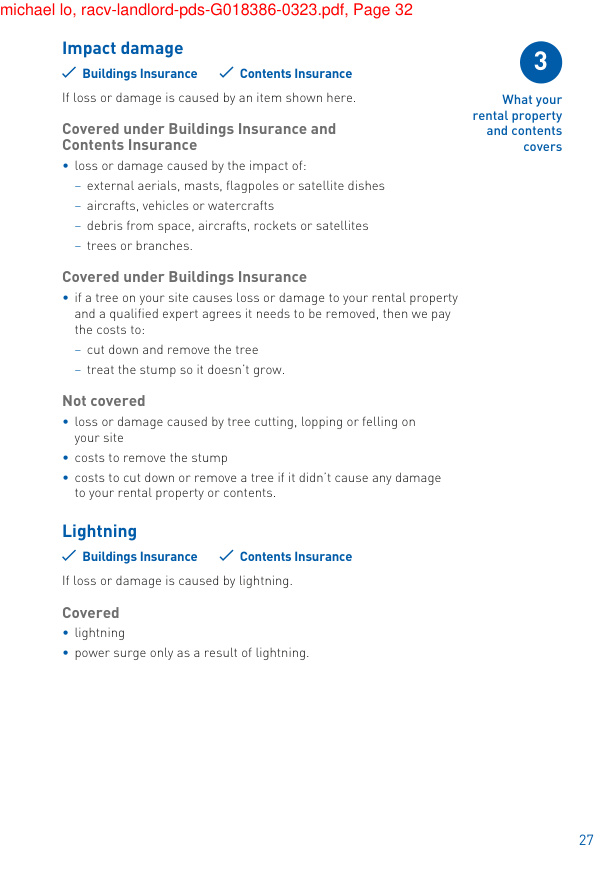 michael lo, racv-landlord-pds-G018386-0323.pdf, Page 32
Impact damage
Buildings Insurance Contents Insurance
If loss or damage is caused by an item shown here.
Covered under Buildings Insurance and
Contents Insurance
• loss or damage caused by the impact of:
– external aerials, masts, flagpoles or satellite dishes
– aircrafts, vehicles or watercrafts
– debris from space, aircrafts, rockets or satellites
– trees or branches.
Covered under Buildings Insurance
• if a tree on your site causes loss or damage to your rental property
and a qualified expert agrees it needs to be removed, then we pay
the costs to:
– cut down and remove the tree
– treat the stump so it doesn't grow.
Not covered
• loss or damage caused by tree cutting, lopping or felling on
your site
• costs to remove the stump
• costs to cut down or remove a tree if it didn't cause any damage
to your rental property or contents.
Lightning
Buildings Insurance Contents Insurance
If loss or damage is caused by lightning.
Covered
• lightning
• power surge only as a result of lightning.
3
What your
rental property
and contents
covers
27